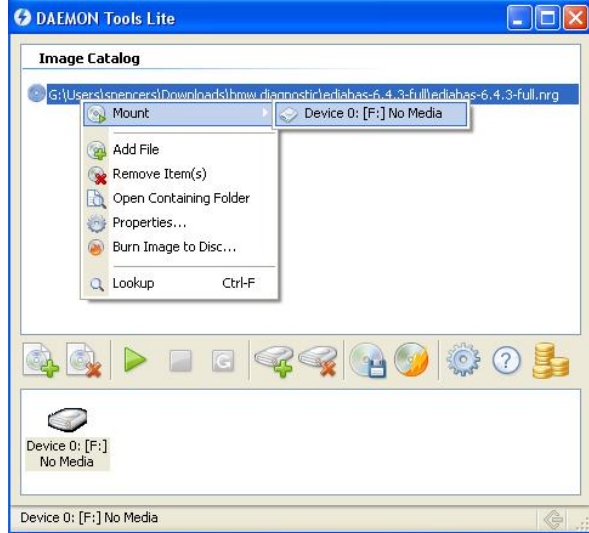 DAEMON Tools Lite
Image Catalog
G:\Users\spencers\Downloads\bmw diagnostic\ediabas-6.4.3-full\ediabas-6.4.3-full.nrg
Mount
Device 0: [F:] No Media
Add File
Remove Item(s)
Open Containing Folder
Properties...
Burn Image to Disc...
Lookup Ctrl-F
G
Device 0: [F:]
No Media
Device 0: [F:] No Media